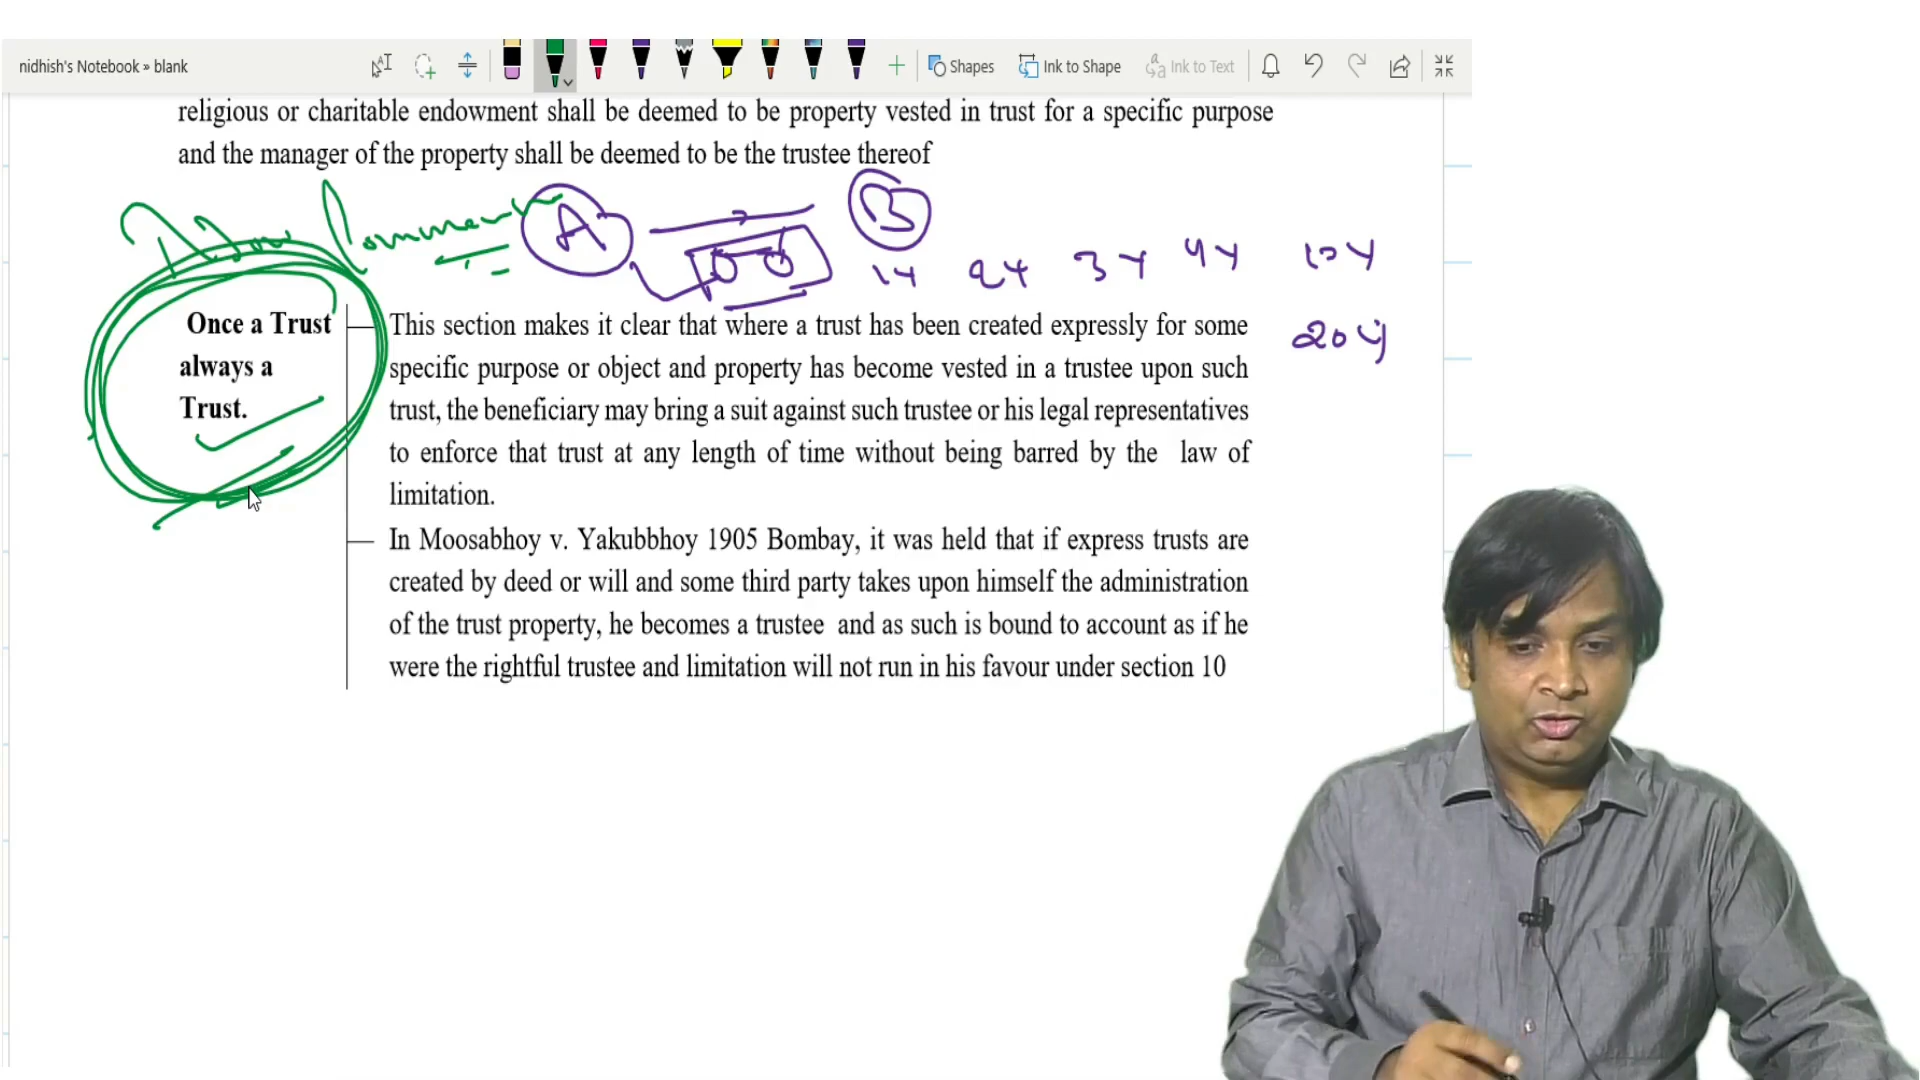 nidhish's Notebook » blank
Shapes
Ink to Shape
Ink to Text
religious or charitable endowment shall be deemed to be property vested in trust for a specific purpose
and the manager of the property shall be deemed to be the trustee thereof
A
B
1Y 2Y 3Y 4Y 10Y
20Y
Once a Trust
always a
Trust.
This section makes it clear that where a trust has been created expressly for some
specific purpose or object and property has become vested in a trustee upon such
trust, the beneficiary may bring a suit against such trustee or his legal representatives
to enforce that trust at any length of time without being barred by the law of
limitation.
In Moosabhoy v. Yakubbhoy 1905 Bombay, it was held that if express trusts are
created by deed or will and some third party takes upon himself the administration
of the trust property, he becomes a trustee and as such is bound to account as if he
were the rightful trustee and limitation will not run in his favour under section 10